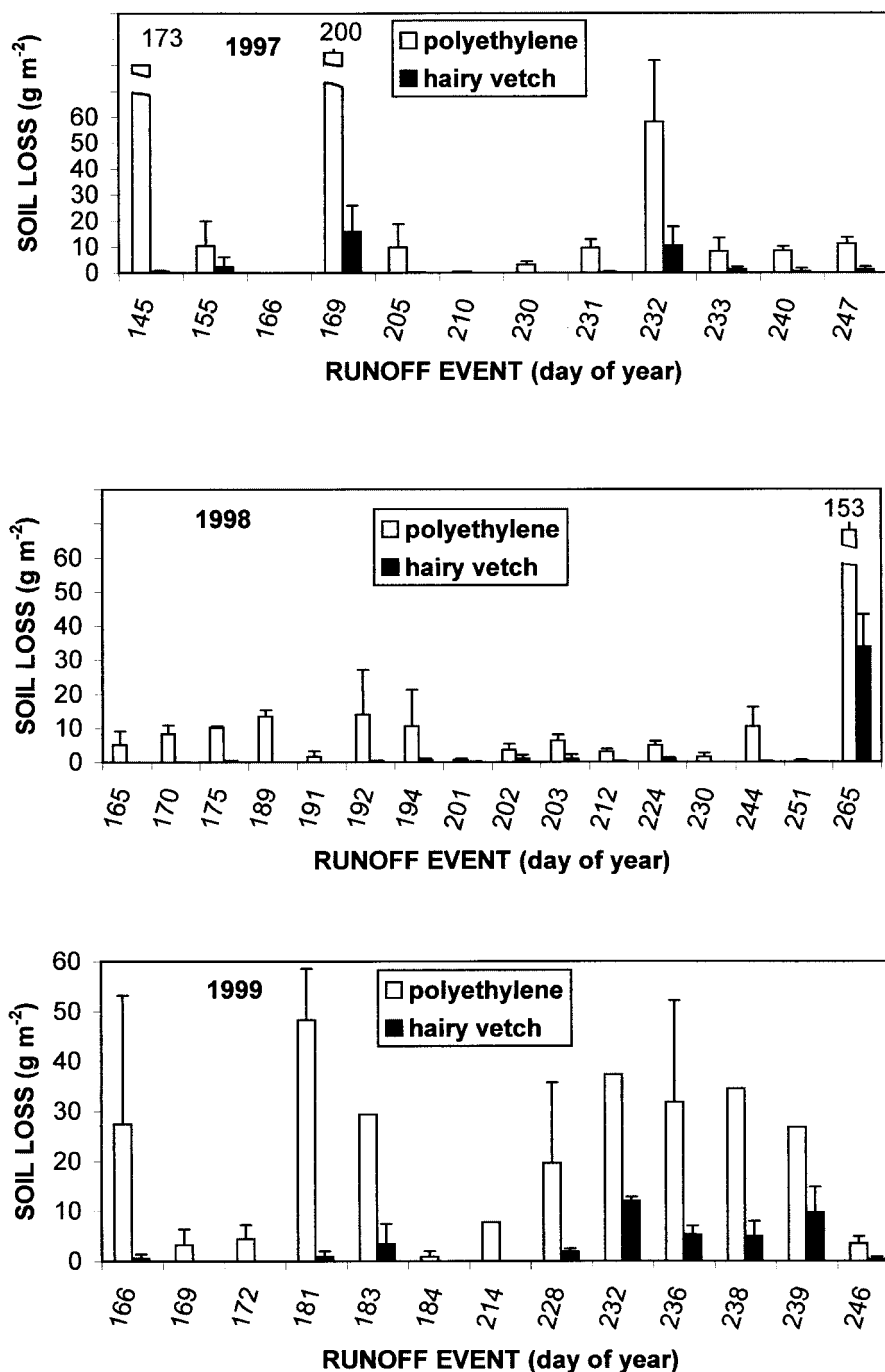 173
200
1997
polyethylene
hairy vetch
SOIL LOSS (g m⁻²)
60
50
40
30
20
10
0
145 155 166 169 205 210 230 231 232 233 240 247
RUNOFF EVENT (day of year)
1998
153
polyethylene
hairy vetch
SOIL LOSS (g m⁻²)
60
50
40
30
20
10
0
165 170 175 189 191 192 194 201 202 203 212 224 230 244 251 265
RUNOFF EVENT (day of year)
1999
polyethylene
hairy vetch
SOIL LOSS (g m⁻²)
60
50
40
30
20
10
0
166 169 172 181 183 184 214 228 232 236 238 239 246
RUNOFF EVENT (day of year)